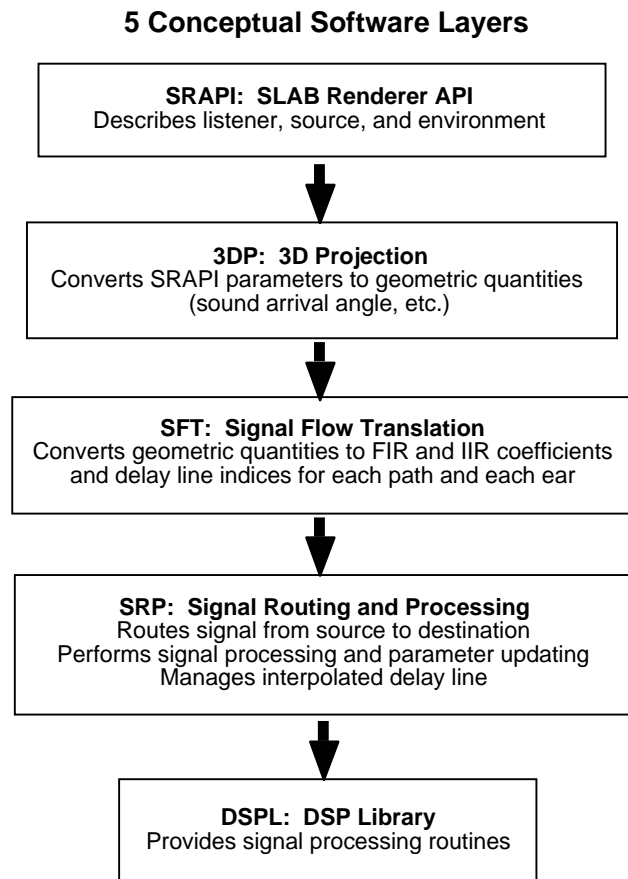 5 Conceptual Software Layers
SRAPI: SLAB Renderer API
Describes listener, source, and environment
3DP: 3D Projection
Converts SRAPI parameters to geometric quantities
(sound arrival angle, etc.)
SFT: Signal Flow Translation
Converts geometric quantities to FIR and IIR coefficients
and delay line indices for each path and each ear
SRP: Signal Routing and Processing
Routes signal from source to destination
Performs signal processing and parameter updating
Manages interpolated delay line
DSPL: DSP Library
Provides signal processing routines